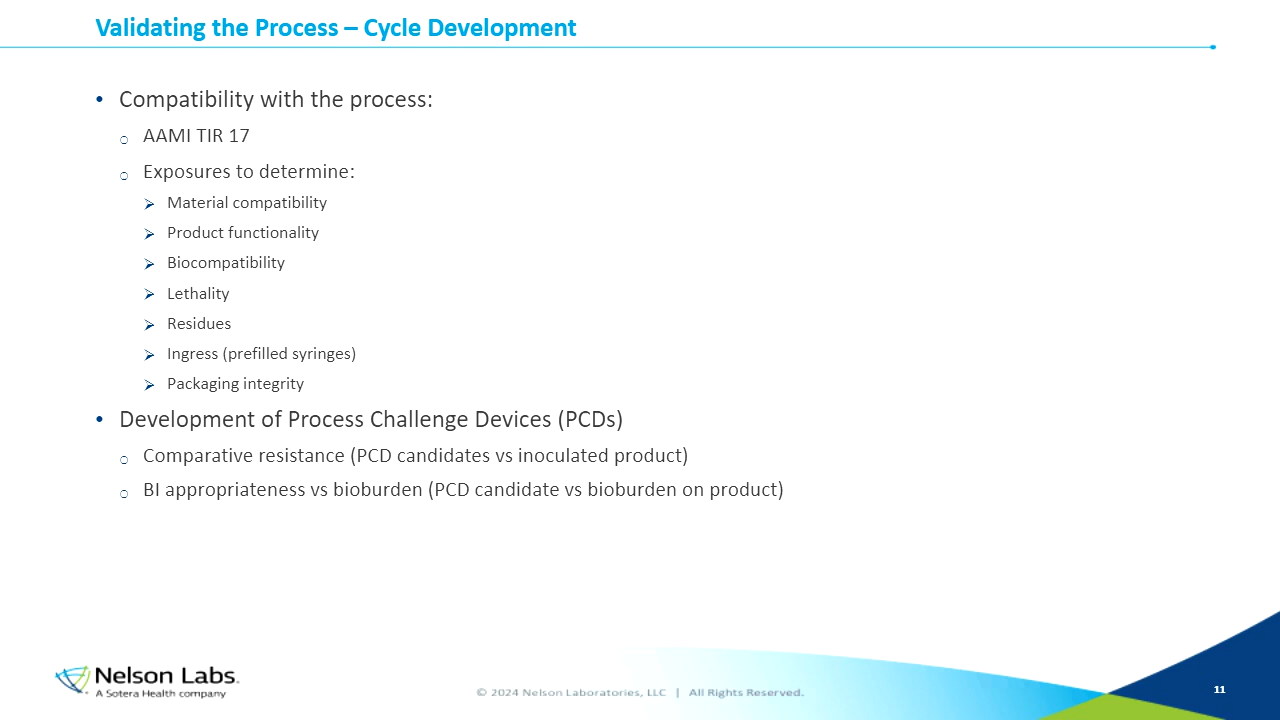 Validating the Process – Cycle Development
• Compatibility with the process:
o AAMI TIR 17
o Exposures to determine:
➢ Material compatibility
➢ Product functionality
➢ Biocompatibility
➢ Lethality
➢ Residues
➢ Ingress (prefilled syringes)
➢ Packaging integrity
• Development of Process Challenge Devices (PCDs)
o Comparative resistance (PCD candidates vs inoculated product)
o BI appropriateness vs bioburden (PCD candidate vs bioburden on product)
Nelson Labs.
A Sotera Health company
© 2024 Nelson Laboratories, LLC | All Rights Reserved.
11